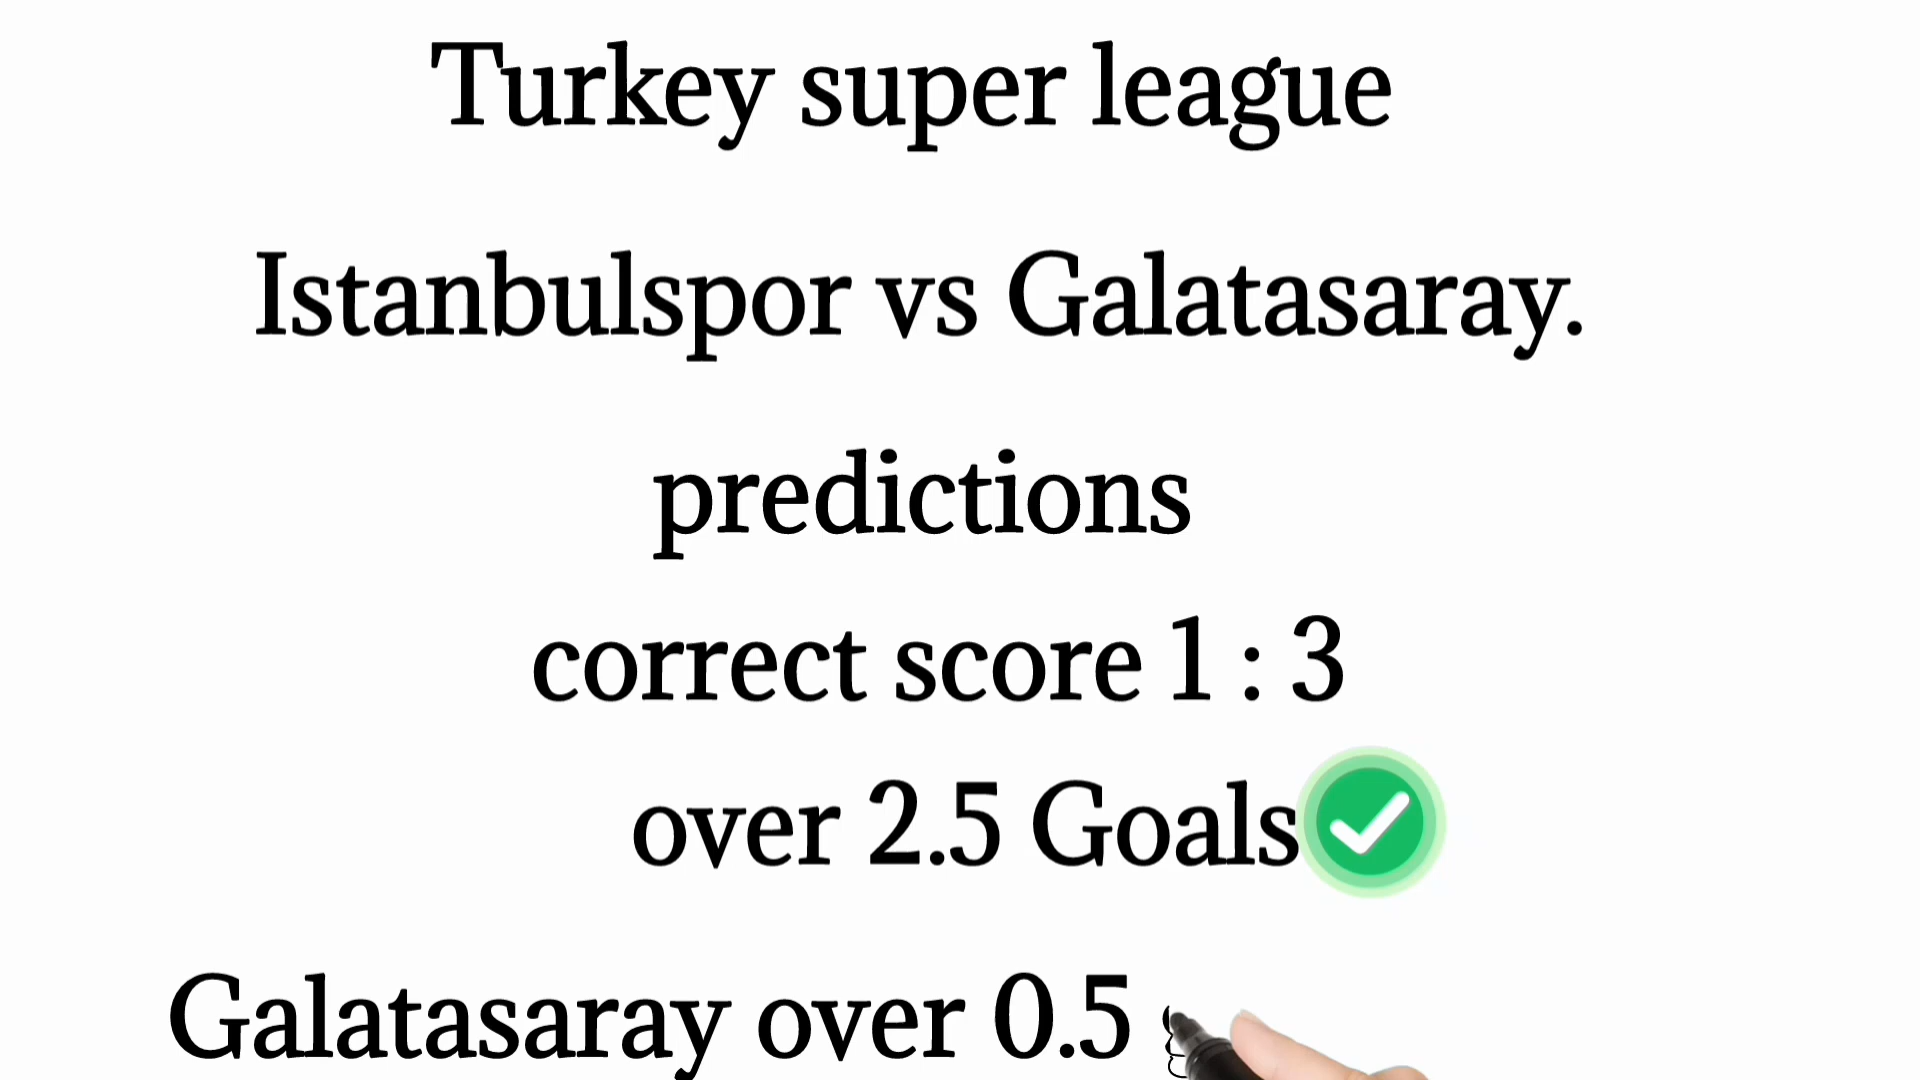 Turkey super league
Istanbulspor vs Galatasaray.
predictions
correct score 1 : 3
over 2.5 Goals
Galatasaray over 0.5